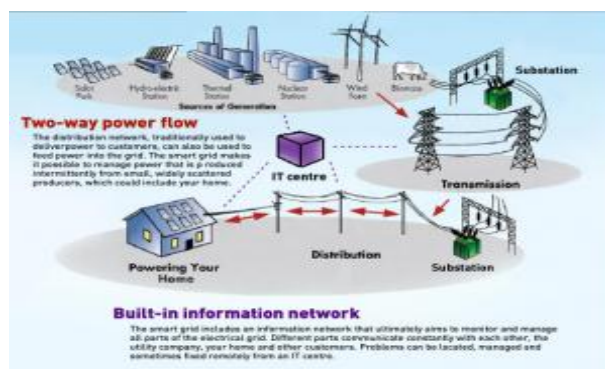 Solar Park
Hydro-electric Station
Thermal Station
Nuclear Station
Wind Farm
Biomass
Substation
Sources of Generation
Two-way power flow
The distribution network, traditionally used to
deliverpower to customers, can also be used to
feed power into the grid. The smart grid makes
it possible to manage power that is p roduced
intermittently from small, widely scattered
producers, which could include your home.
IT centre
Transmission
Powering Your
Home
Distribution
Substation
Built-in information network
The smart grid includes an information network that ultimately aims to monitor and manage
all parts of the electrical grid. Different parts communicate constantly with each other, the
utility company, your home and other customers. Problems can be located, managed and
sometimes fixed remotely from an IT centre.